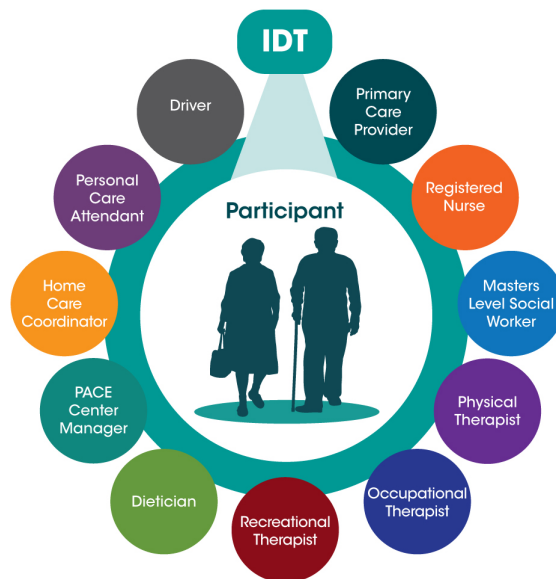 IDT
Driver
Primary
Care
Provider
Personal
Care
Attendant
Participant
Registered
Nurse
Home
Care
Coordinator
Masters
Level Social
Worker
PACE
Center
Manager
Physical
Therapist
Dietician
Recreational
Therapist
Occupational
Therapist